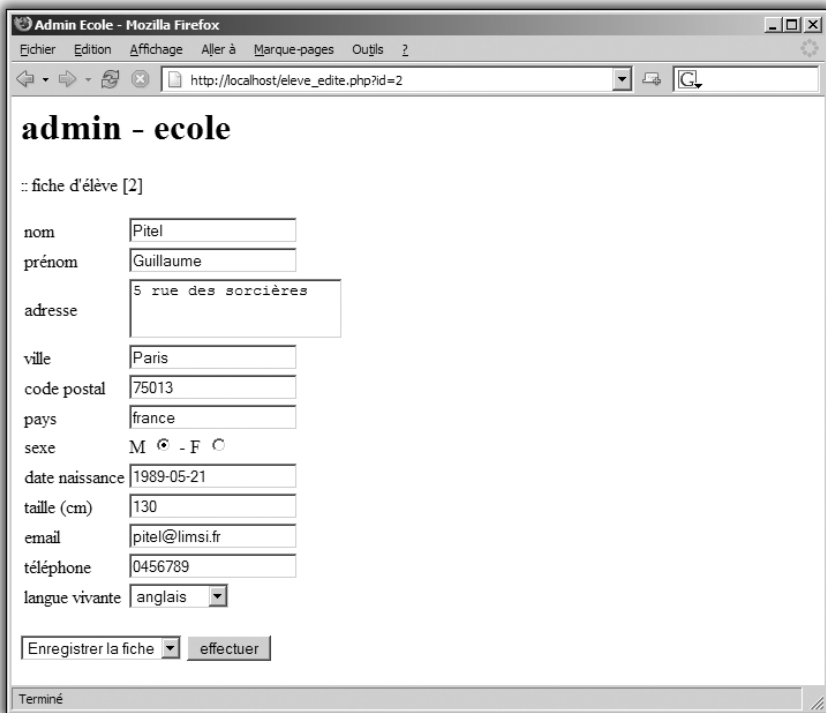 Admin Ecole - Mozilla Firefox
Fichier Edition Affichage Aller à Marque-pages Outils ?
http://localhost/eleve_edite.php?id=2 G
admin - ecole
:: fiche d'élève [2]
nom Pitel
prénom Guillaume
adresse 5 rue des sorcières
ville Paris
code postal 75013
pays france
sexe M - F
date naissance 1989-05-21
taille (cm) 130
email pitel@limsi.fr
téléphone 0456789
langue vivante anglais
Enregistrer la fiche effectuer
Terminé